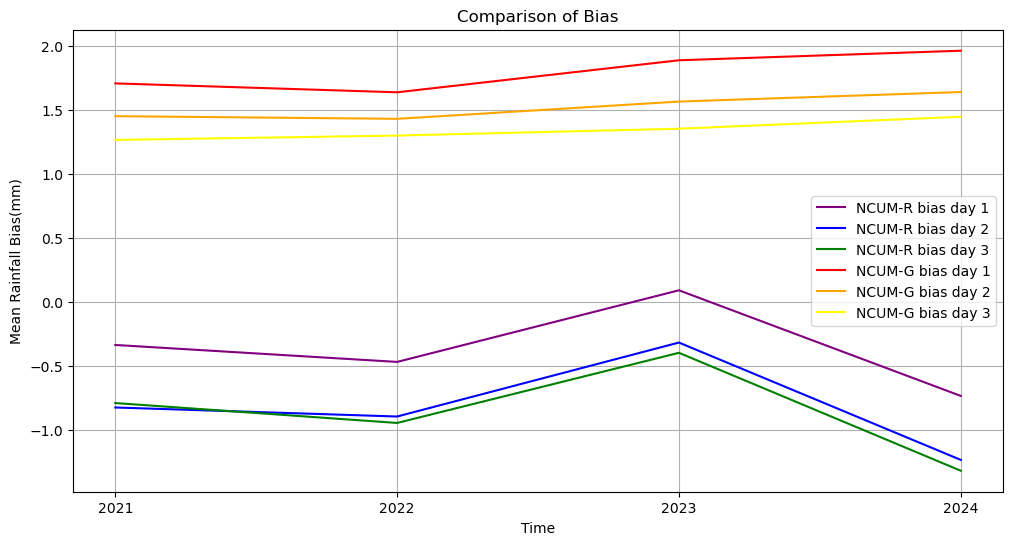 Comparison of Bias
Mean Rainfall Bias(mm)
2.0
1.5
1.0
0.5
0.0
−0.5
−1.0
NCUM-R bias day 1
NCUM-R bias day 2
NCUM-R bias day 3
NCUM-G bias day 1
NCUM-G bias day 2
NCUM-G bias day 3
2021 2022 2023 2024
Time